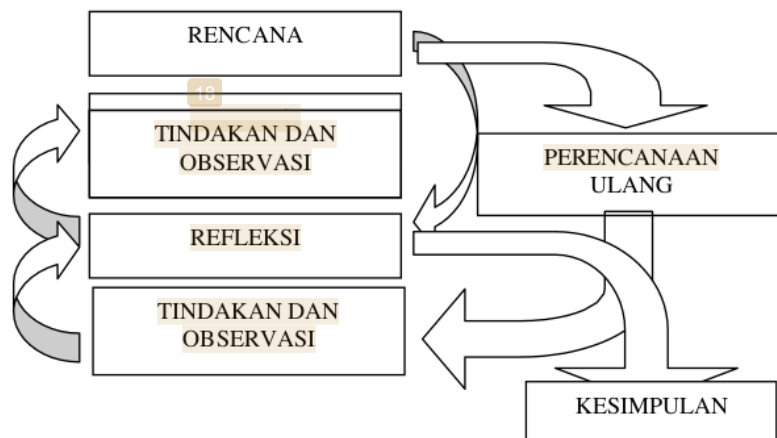 RENCANA
18
TINDAKAN DAN
OBSERVASI
PERENCANAAN
ULANG
REFLEKSI
TINDAKAN DAN
OBSERVASI
KESIMPULAN